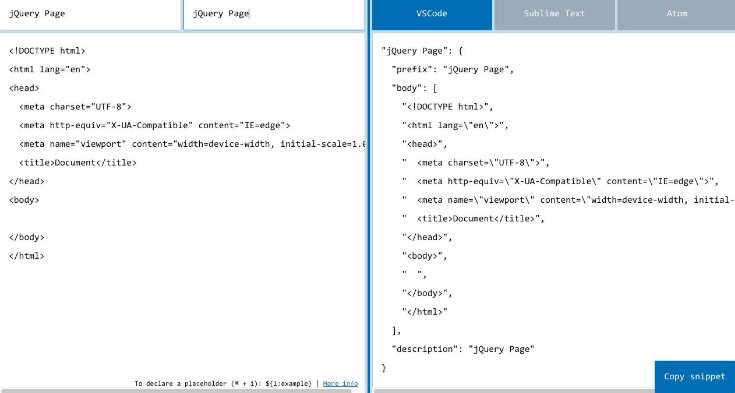 jQuery Page
jQuery Page
<!DOCTYPE html>
<html lang="en">
<head>
  <meta charset="UTF-8">
  <meta http-equiv="X-UA-Compatible" content="IE=edge">
  <meta name="viewport" content="width=device-width, initial-scale=1.0
  <title>Document</title>
</head>
<body>
</body>
</html>
To declare a placeholder (⌘ + i): ${1:example} | More info
VSCode
Sublime Text
Atom
"jQuery Page": {
  "prefix": "jQuery Page",
  "body": [
    "<!DOCTYPE html>",
    "<html lang=\"en\">",
    "<head>",
    "  <meta charset=\"UTF-8\">",
    "  <meta http-equiv=\"X-UA-Compatible\" content=\"IE=edge\">",
    "  <meta name=\"viewport\" content=\"width=device-width, initial-
    "  <title>Document</title>",
    "</head>",
    "<body>",
    "  ",
    "</body>",
    "</html>"
  ],
  "description": "jQuery Page"
}
Copy snippet